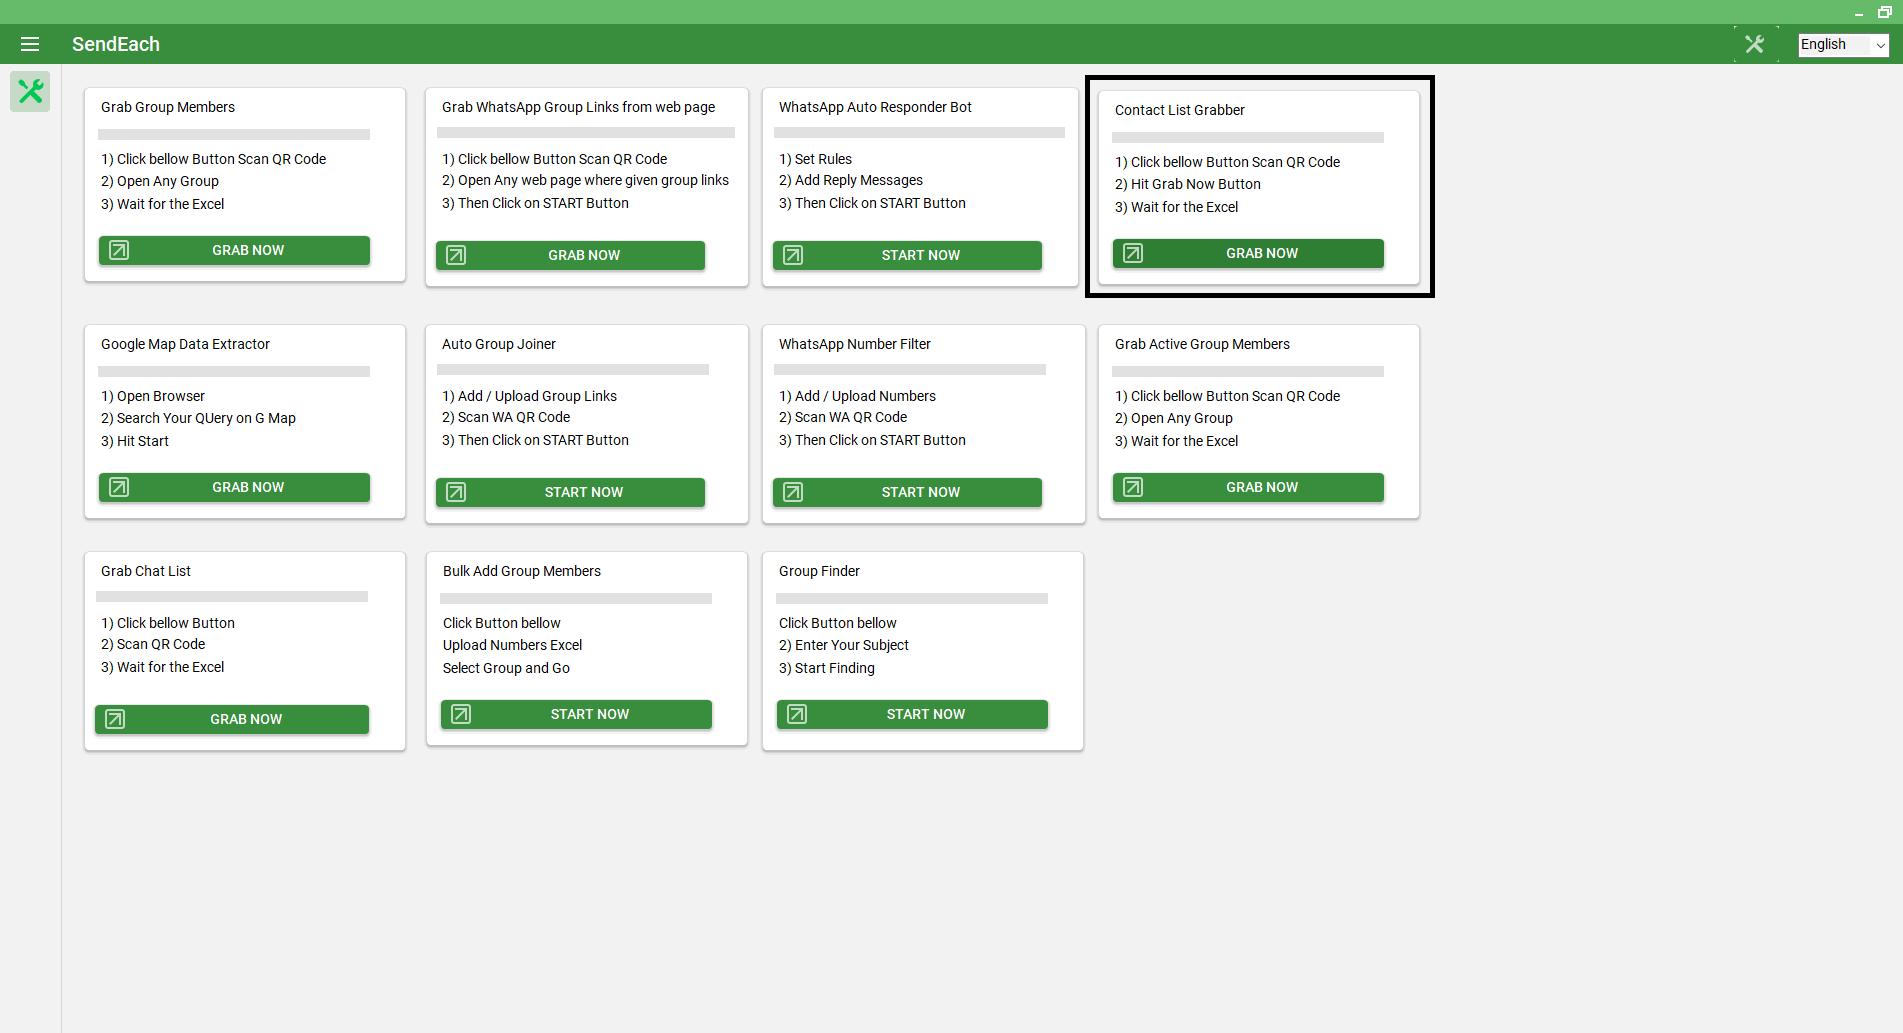 SendEach
English
Grab Group Members
1) Click bellow Button Scan QR Code
2) Open Any Group
3) Wait for the Excel
GRAB NOW
Grab WhatsApp Group Links from web page
1) Click bellow Button Scan QR Code
2) Open Any web page where given group links
3) Then Click on START Button
GRAB NOW
WhatsApp Auto Responder Bot
1) Set Rules
2) Add Reply Messages
3) Then Click on START Button
START NOW
Contact List Grabber
1) Click bellow Button Scan QR Code
2) Hit Grab Now Button
3) Wait for the Excel
GRAB NOW
Google Map Data Extractor
1) Open Browser
2) Search Your QUery on G Map
3) Hit Start
GRAB NOW
Auto Group Joiner
1) Add / Upload Group Links
2) Scan WA QR Code
3) Then Click on START Button
START NOW
WhatsApp Number Filter
1) Add / Upload Numbers
2) Scan WA QR Code
3) Then Click on START Button
START NOW
Grab Active Group Members
1) Click bellow Button Scan QR Code
2) Open Any Group
3) Wait for the Excel
GRAB NOW
Grab Chat List
1) Click bellow Button
2) Scan QR Code
3) Wait for the Excel
GRAB NOW
Bulk Add Group Members
Click Button bellow
Upload Numbers Excel
Select Group and Go
START NOW
Group Finder
Click Button bellow
2) Enter Your Subject
3) Start Finding
START NOW